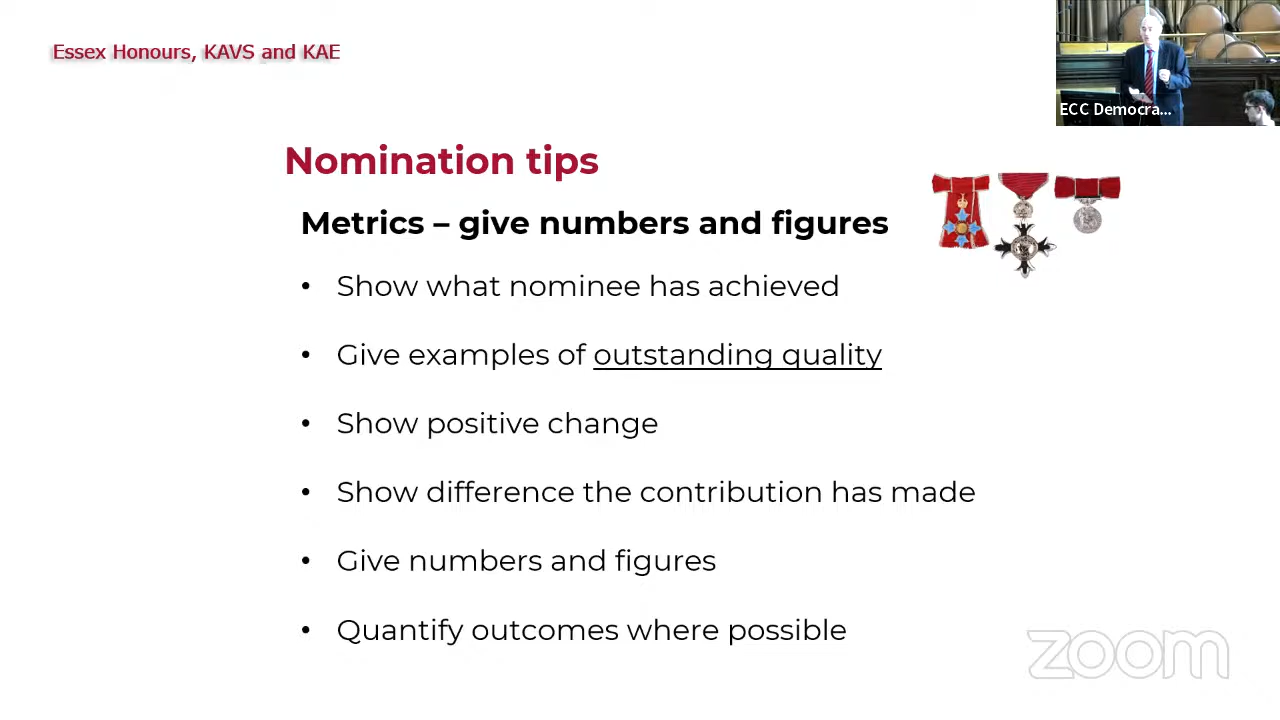 Essex Honours, KAVS and KAE
ECC Democra...
Nomination tips
Metrics – give numbers and figures
• Show what nominee has achieved
• Give examples of outstanding quality
• Show positive change
• Show difference the contribution has made
• Give numbers and figures
• Quantify outcomes where possible
zoom